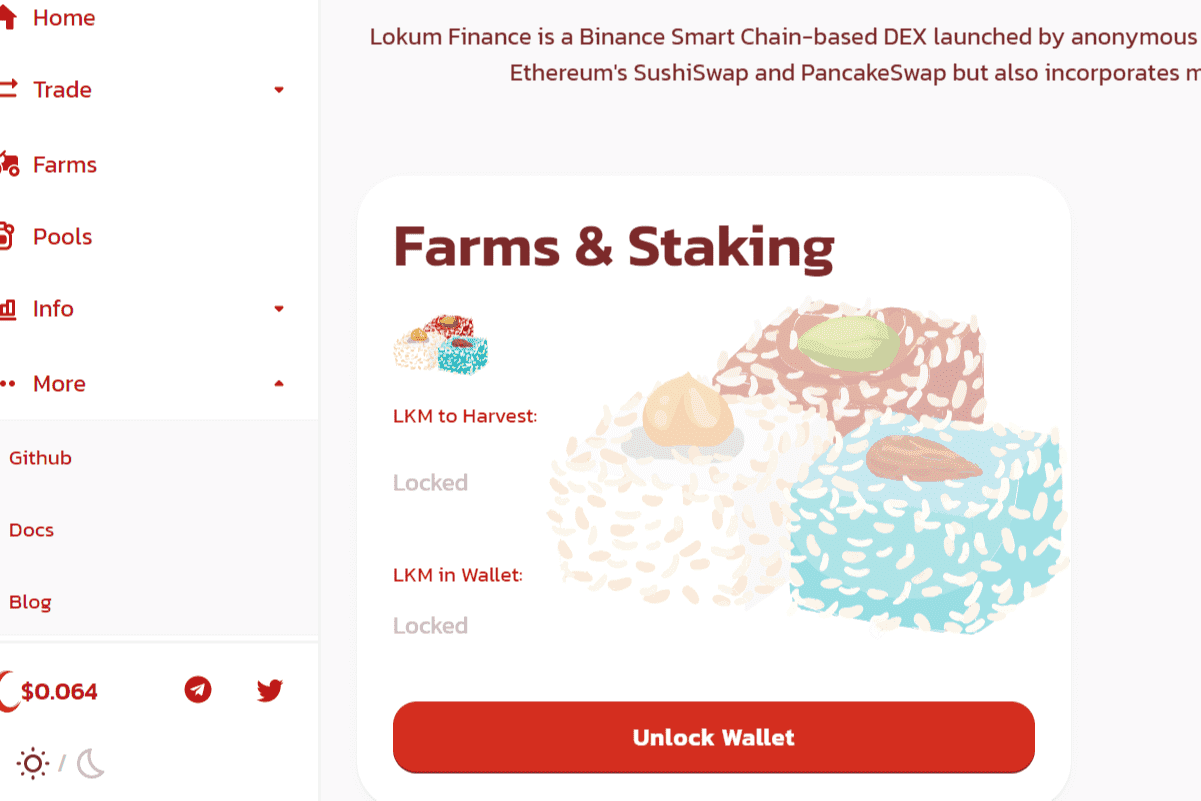 Home
Trade
Farms
Pools
Info
More
Github
Docs
Blog
$0.064
/
Lokum Finance is a Binance Smart Chain-based DEX launched by anonymous
Ethereum's SushiSwap and PancakeSwap but also incorporates
Farms & Staking
LKM to Harvest:
Locked
LKM in Wallet:
Locked
Unlock Wallet